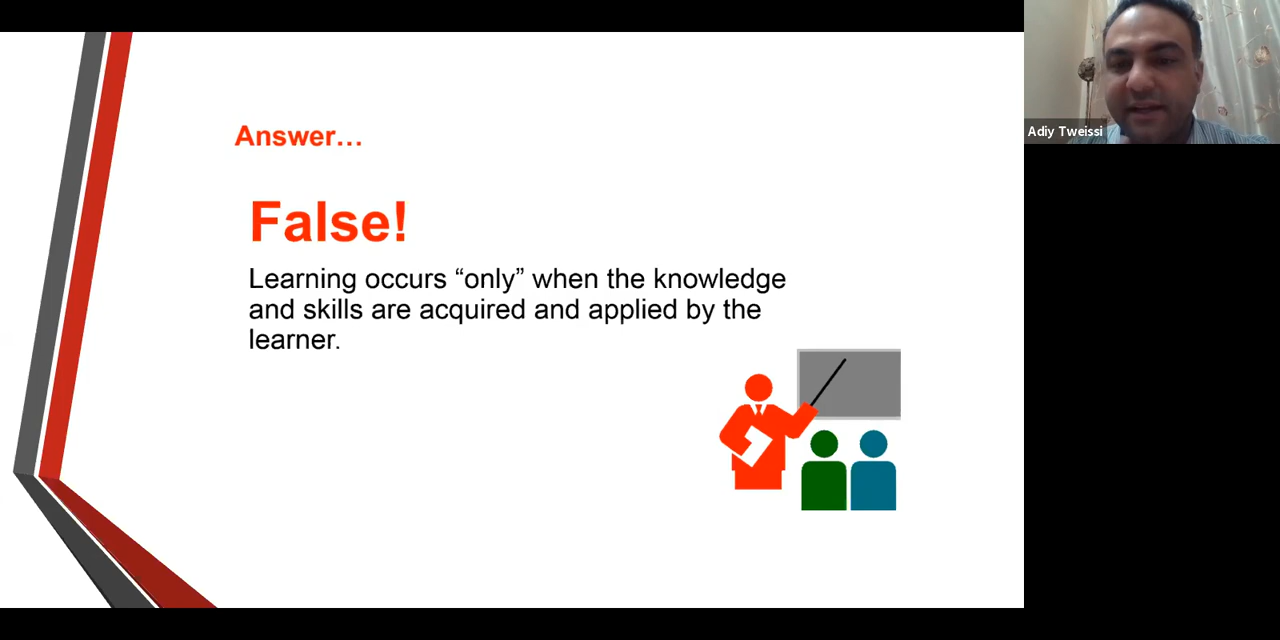 Answer…
False!
Learning occurs “only” when the knowledge
and skills are acquired and applied by the
learner.
Adiy Tweissi